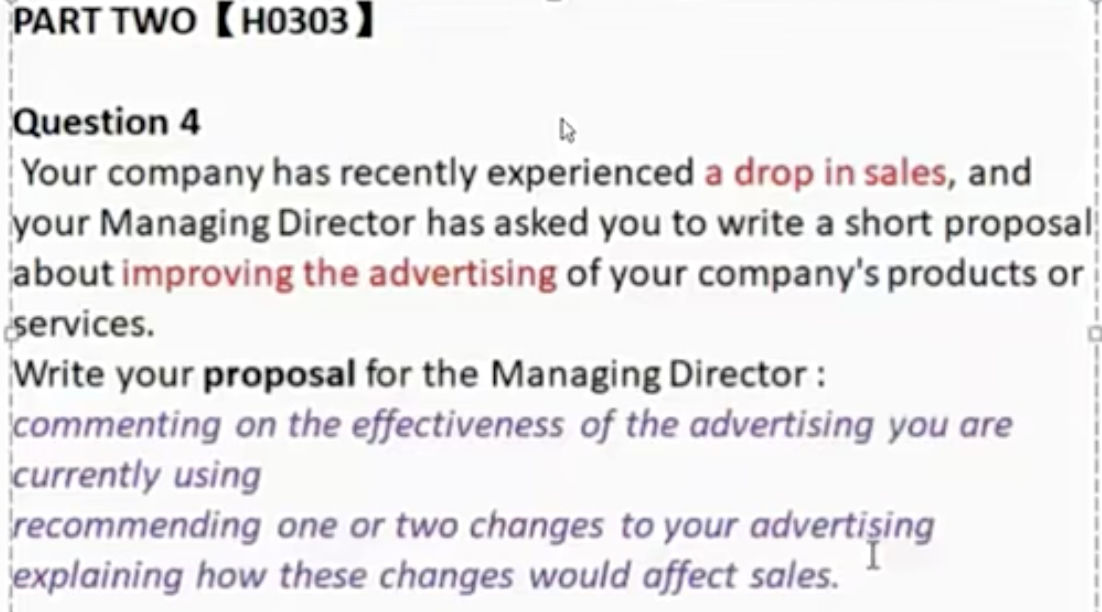 PART TWO【H0303】
Question 4
Your company has recently experienced a drop in sales, and
your Managing Director has asked you to write a short proposal
about improving the advertising of your company's products or
services.
Write your proposal for the Managing Director :
commenting on the effectiveness of the advertising you are
currently using
recommending one or two changes to your advertising
explaining how these changes would affect sales.